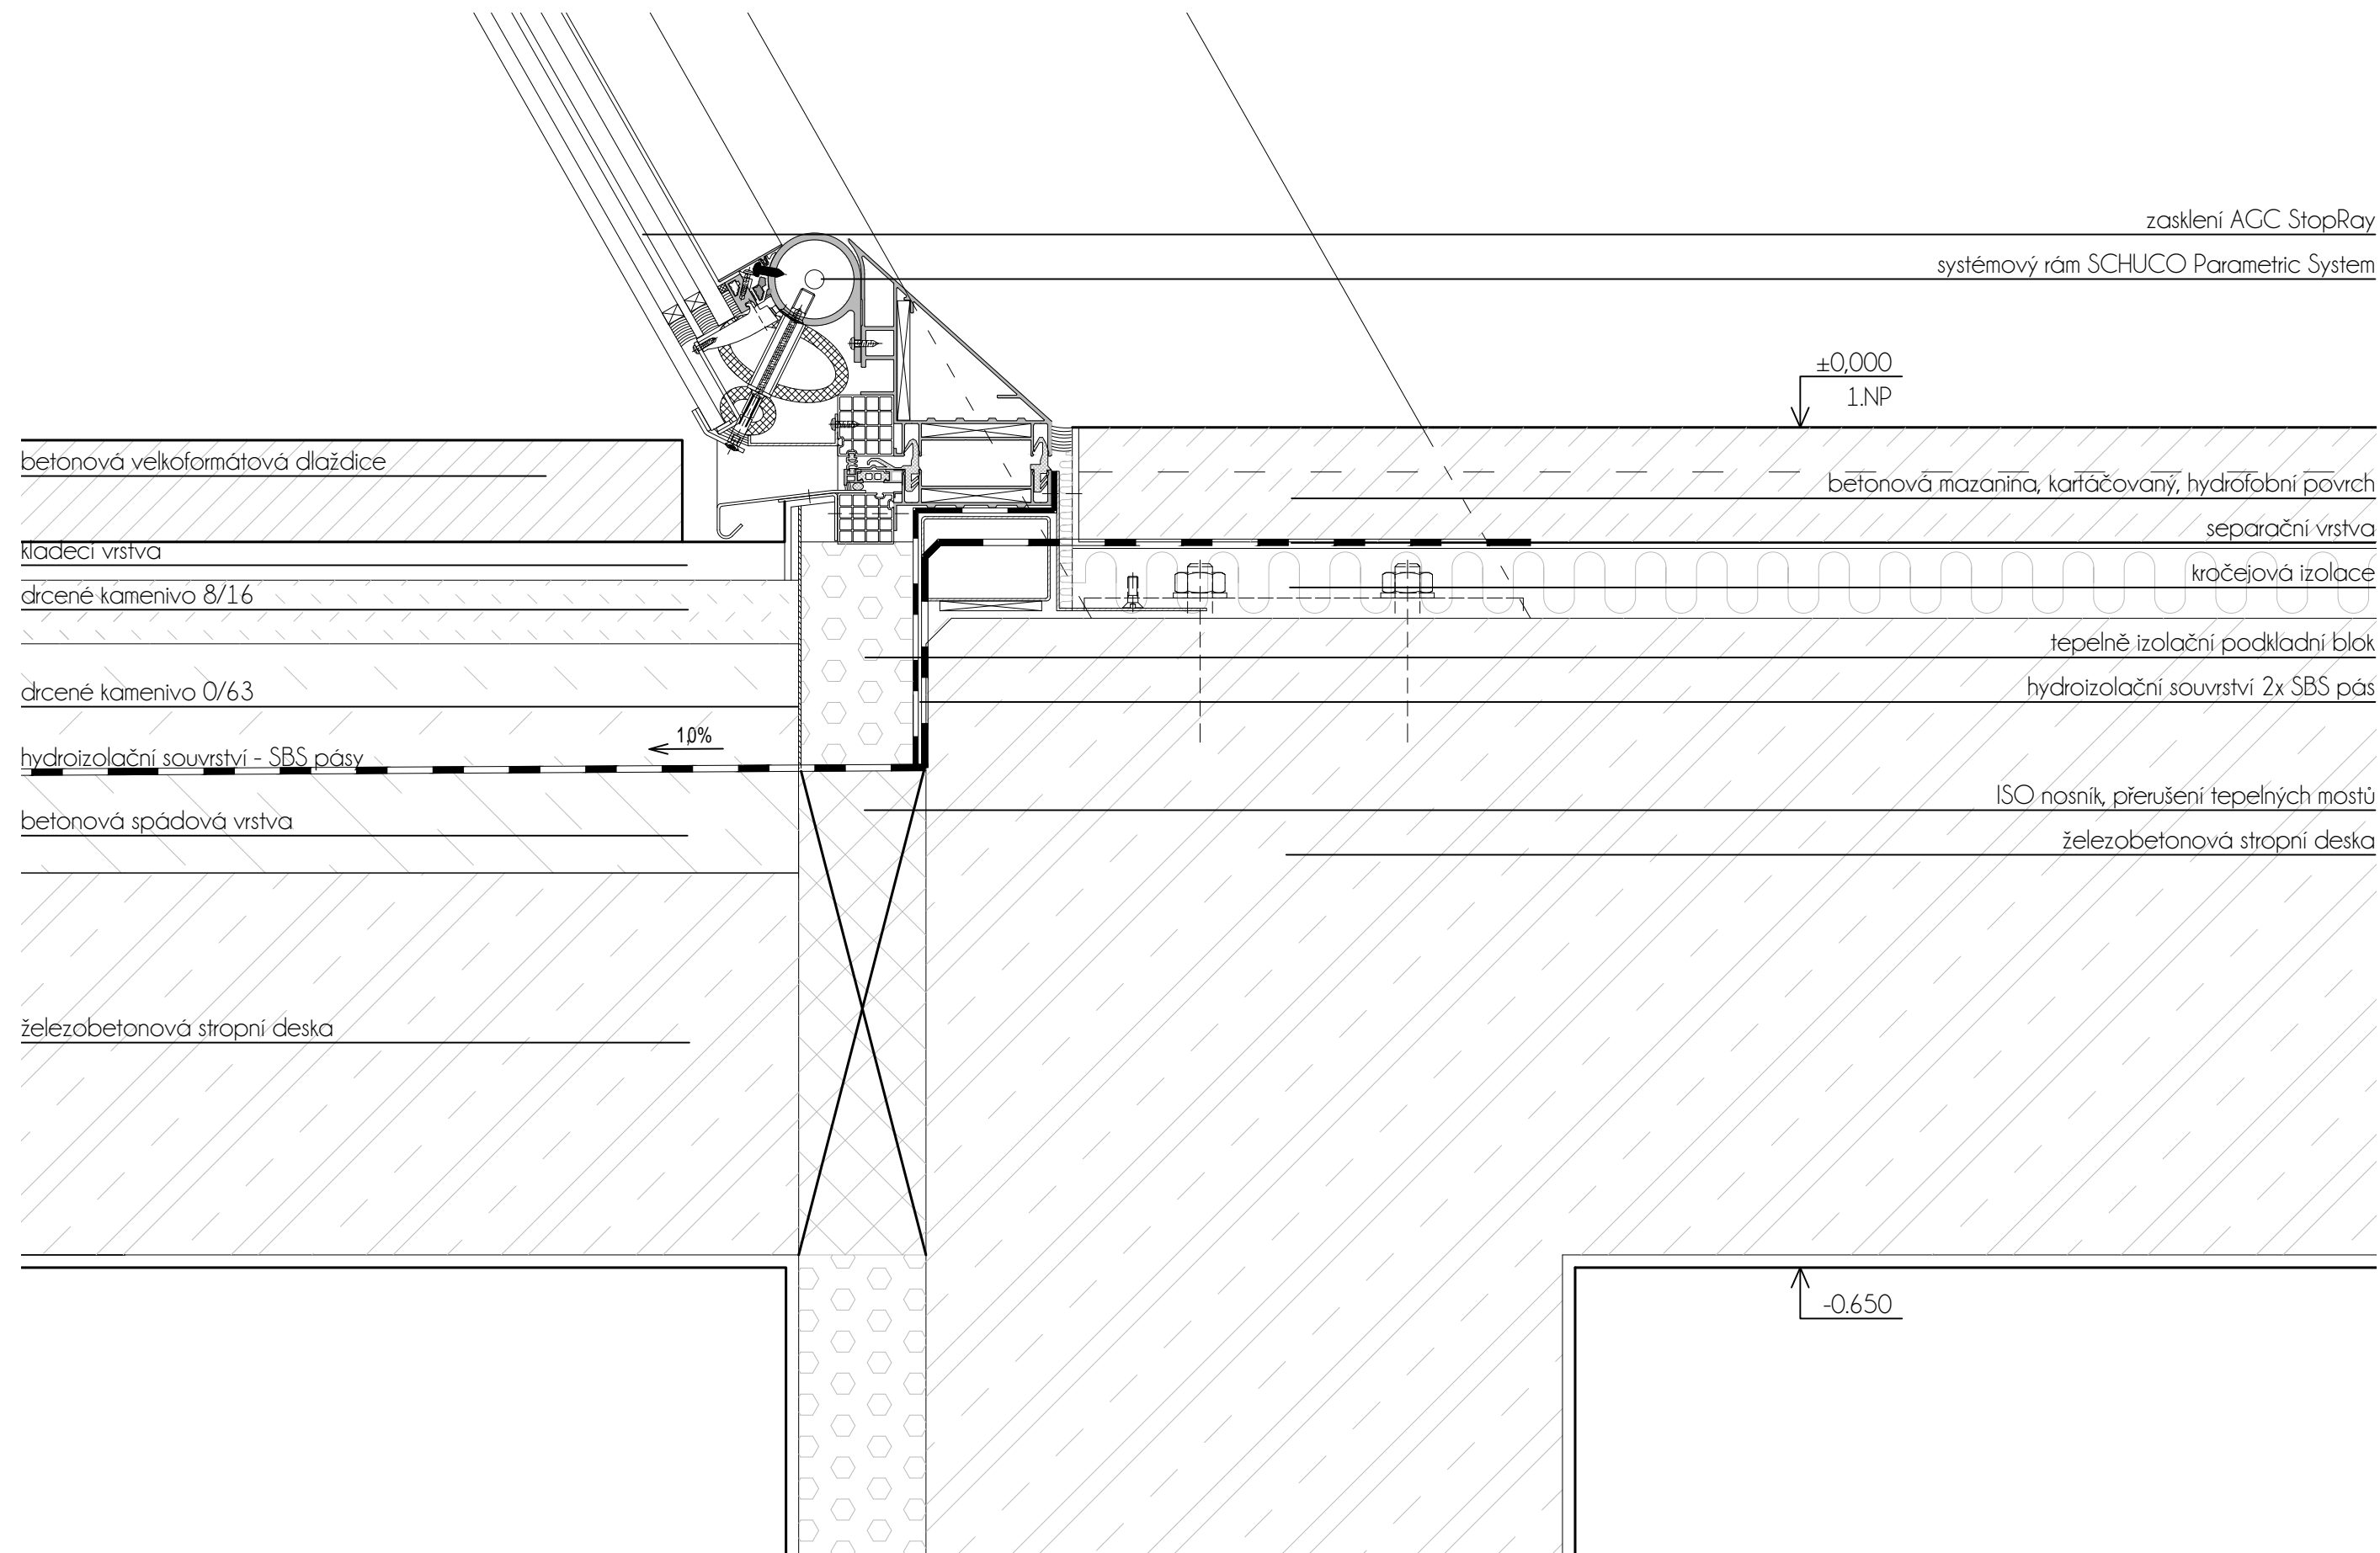 zasklení AGC StopRay
systémový rám SCHUCO Parametric System
±0,000
1.NP
betonová velkoformátová dlaždice
betonová mazanina, kartáčovaný, hydrofobní povrch
separační vrstva
kladecí vrstva
kročejová izolace
drcené kamenivo 8/16
tepelně izolační podkladní blok
drcené kamenivo 0/63
hydroizolační souvrství 2x SBS pás
1,0%
hydroizolační souvrství - SBS pásy
ISO nosník, přerušení tepelných mostů
betonová spádová vrstva
železobetonová stropní deska
železobetonová stropní deska
-0.650